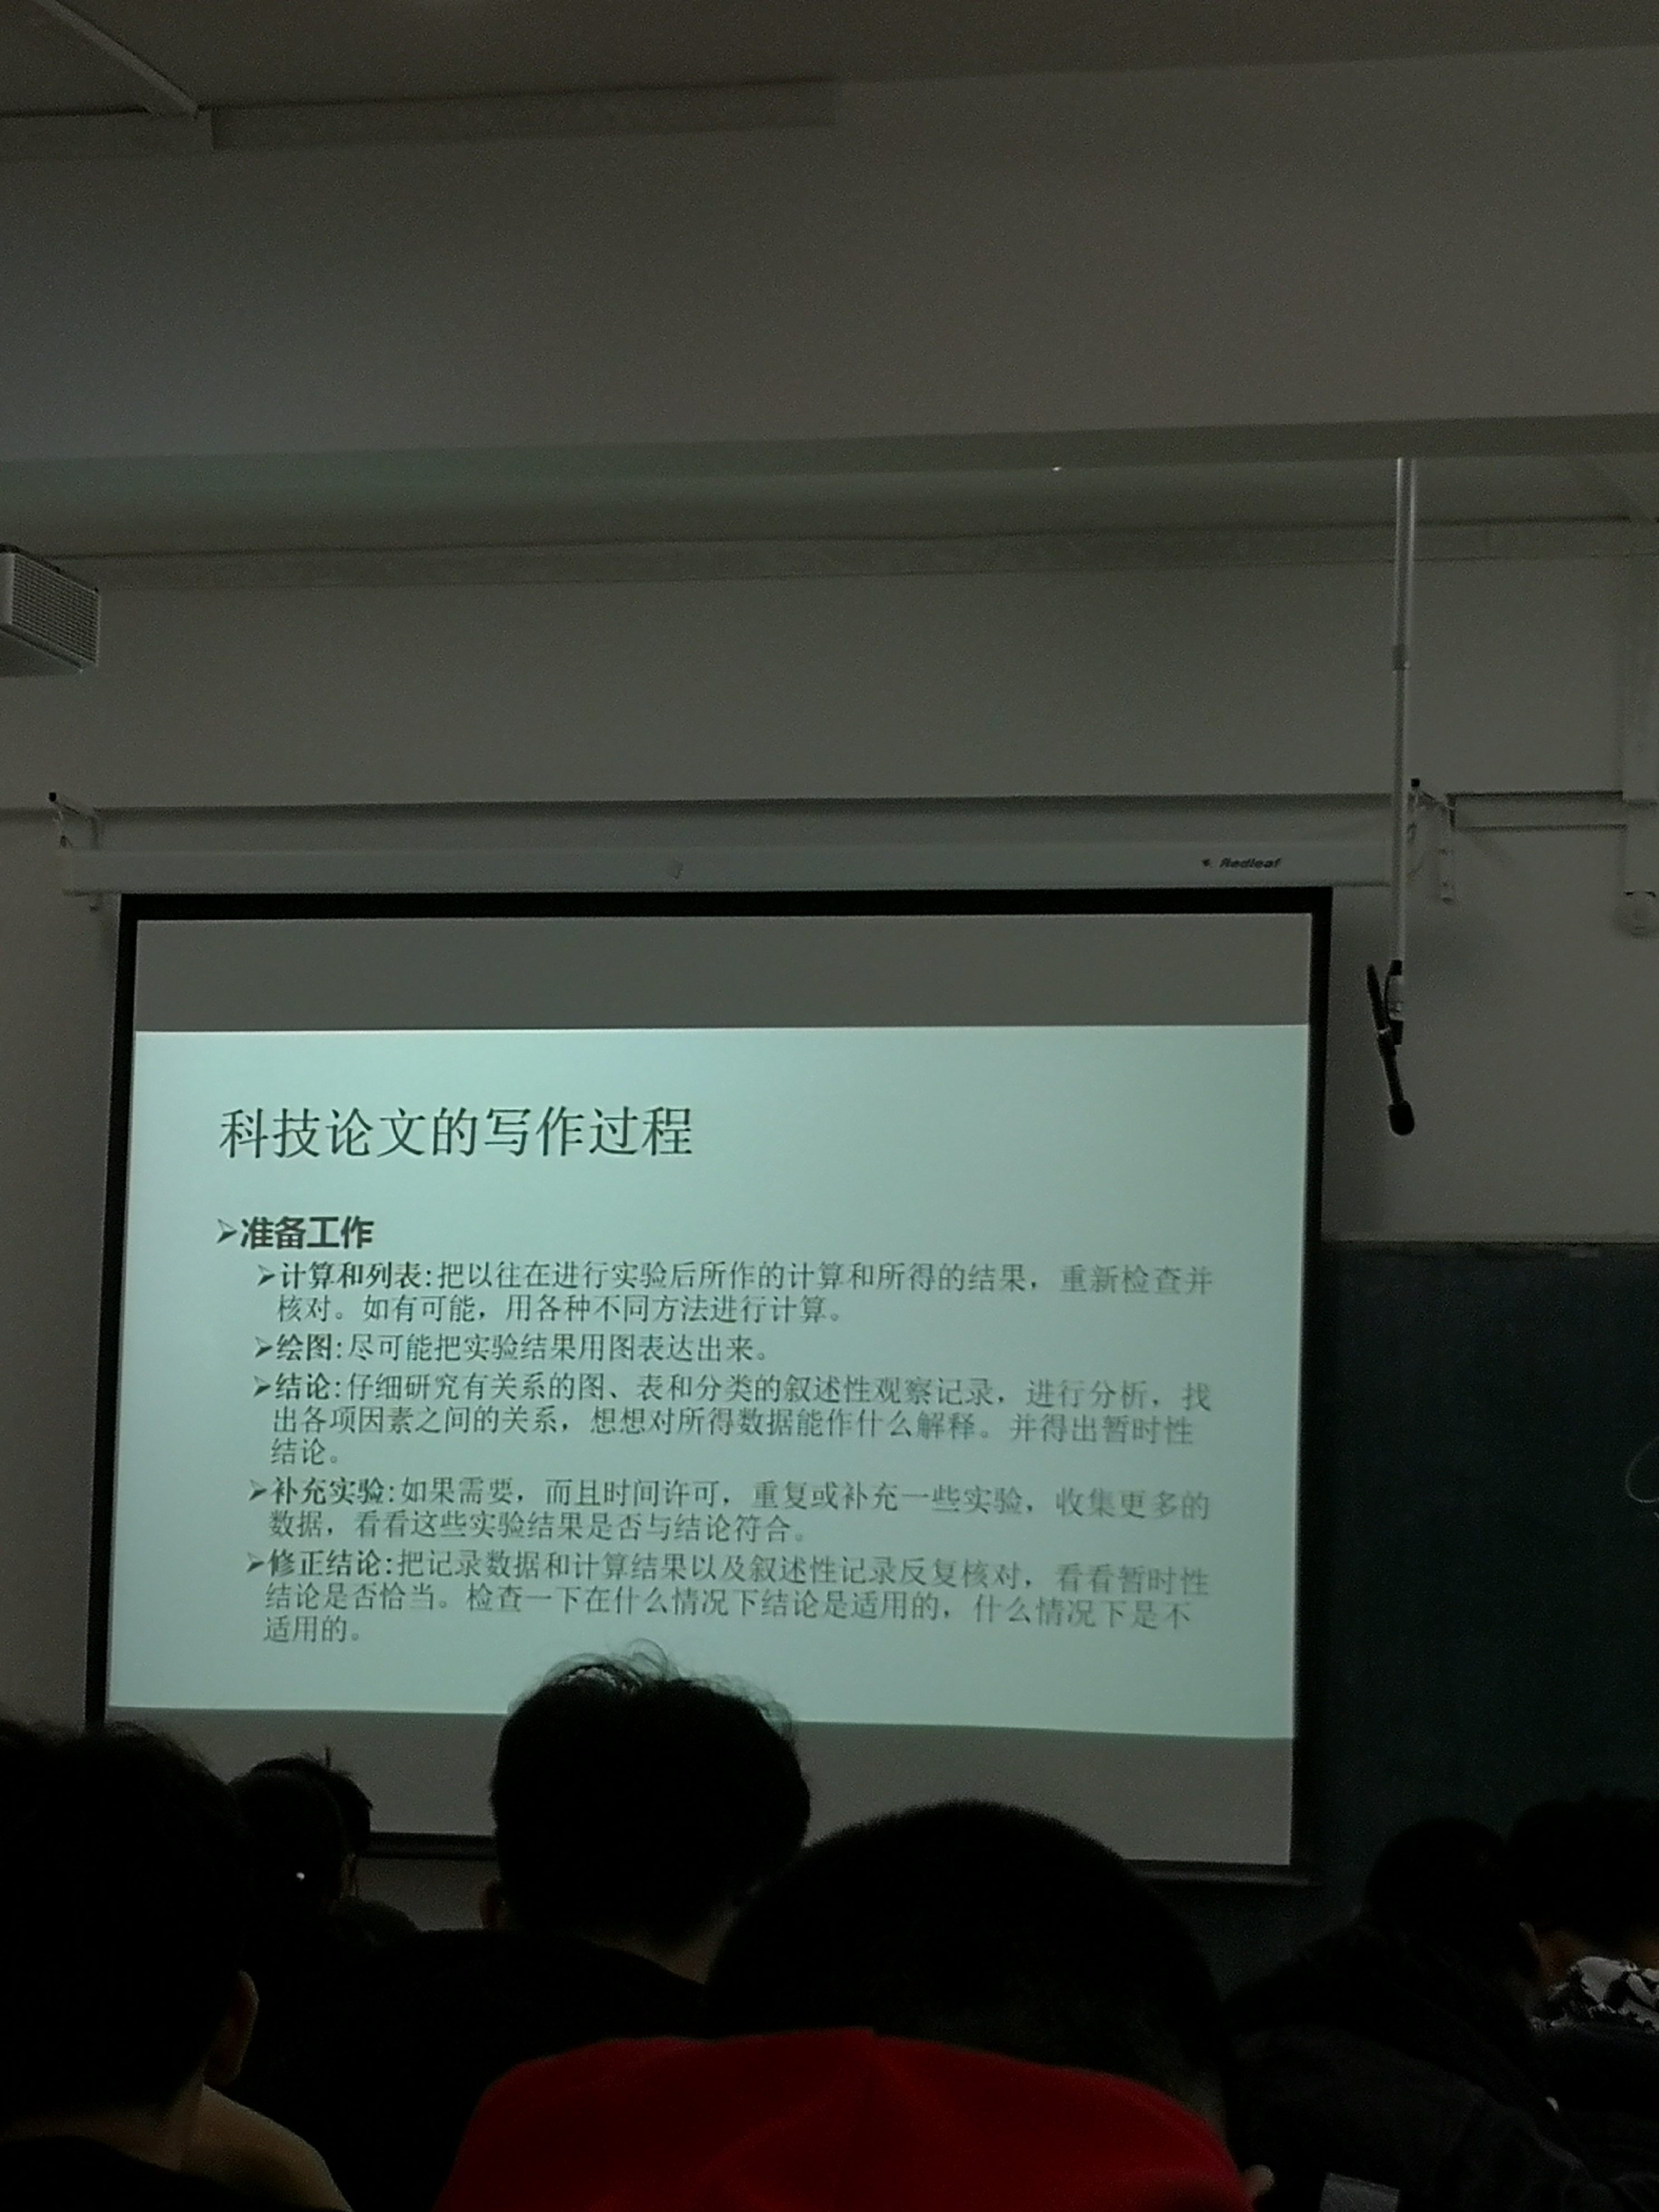 Redleaf
科技论文的写作过程
➢准备工作
➢计算和列表:把以往在进行实验后所作的计算和所得的结果，重新检查并
核对。如有可能，用各种不同方法进行计算。
➢绘图:尽可能把实验结果用图表达出来。
➢结论:仔细研究有关系的图、表和分类的叙述性观察记录，进行分析，找
出各项因素之间的关系，想想对所得数据能作什么解释。并得出暂时性
结论。
➢补充实验:如果需要，而且时间许可，重复或补充一些实验，收集更多的
数据，看看这些实验结果是否与结论符合。
➢修正结论:把记录数据和计算结果以及叙述性记录反复核对，看看暂时性
结论是否恰当。检查一下在什么情况下结论是适用的，什么情况下是不
适用的。